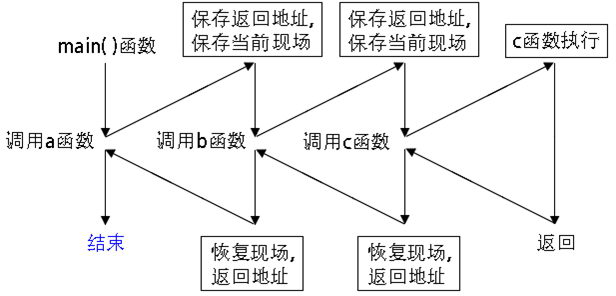 main()函数
保存返回地址,
保存当前现场
保存返回地址,
保存当前现场
c函数执行
调用a函数
调用b函数
调用c函数
结束
恢复现场,
返回地址
恢复现场,
返回地址
返回